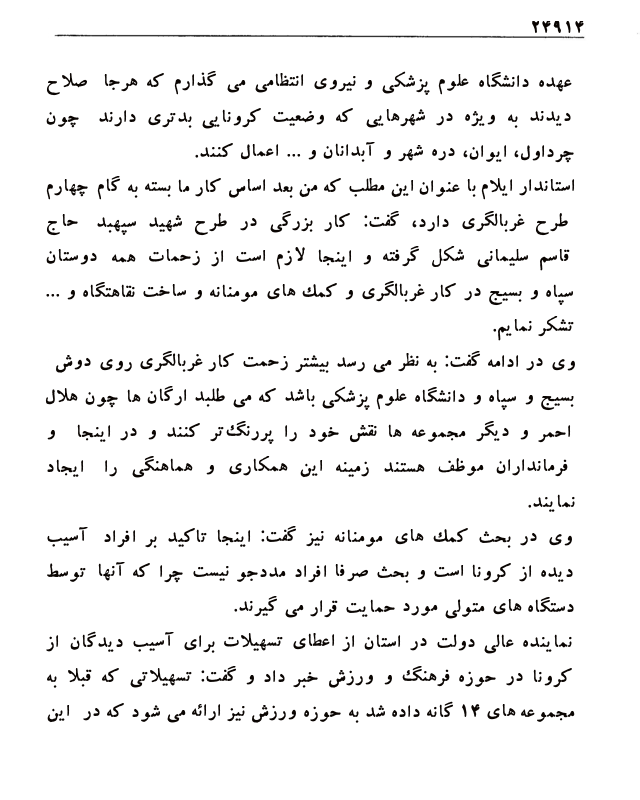 ۲۴۹۱۴
عهده دانشگاه علوم پزشکی و نیروی انتظامی می گذارم که هرجا صلاح
دیدند به ویژه در شهرهایی که وضعیت کرونایی بدتری دارند چون
چرداول، ایوان، دره شهر و آبدانان و ... اعمال کنند.
استاندار ایلام با عنوان این مطلب که من بعد اساس کار ما بسته به گام چهارم
طرح غربالگری دارد، گفت: کار بزرگی در طرح شهید سپهبد حاج
قاسم سلیمانی شکل گرفته و اینجا لازم است از زحمات همه دوستان
سپاه و بسیج در کار غربالگری و کمك های مومنانه و ساخت نقاهتگاه و ...
تشکر نمایم.
وی در ادامه گفت: به نظر می رسد بیشتر زحمت کار غربالگری روی دوش
بسیج و سپاه و دانشگاه علوم پزشکی باشد که می طلبد ارگان ها چون هلال
احمر و دیگر مجموعه ها نقش خود را پررنگ‌تر کنند و در اینجا و
فرمانداران موظف هستند زمینه این همکاری و هماهنگی را ایجاد
نمایند.
وی در بحث کمك های مومنانه نیز گفت: اینجا تاکید بر افراد آسیب
دیده از کرونا است و بحث صرفا افراد مددجو نیست چرا که آنها توسط
دستگاه های متولی مورد حمایت قرار می گیرند.
نماینده عالی دولت در استان از اعطای تسهیلات برای آسیب دیدگان از
کرونا در حوزه فرهنگ و ورزش خبر داد و گفت: تسهیلاتی که قبلا به
مجموعه های ۱۴ گانه داده شد به حوزه ورزش نیز ارائه می شود که در این